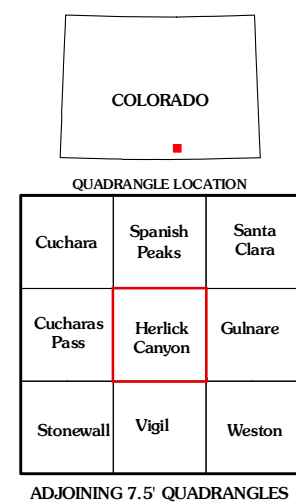 COLORADO
QUADRANGLE LOCATION
Cuchara
Spanish
Peaks
Santa
Clara
Cucharas
Pass
Herlick
Canyon
Gulnare
Stonewall
Vigil
Weston
ADJOINING 7.5' QUADRANGLES